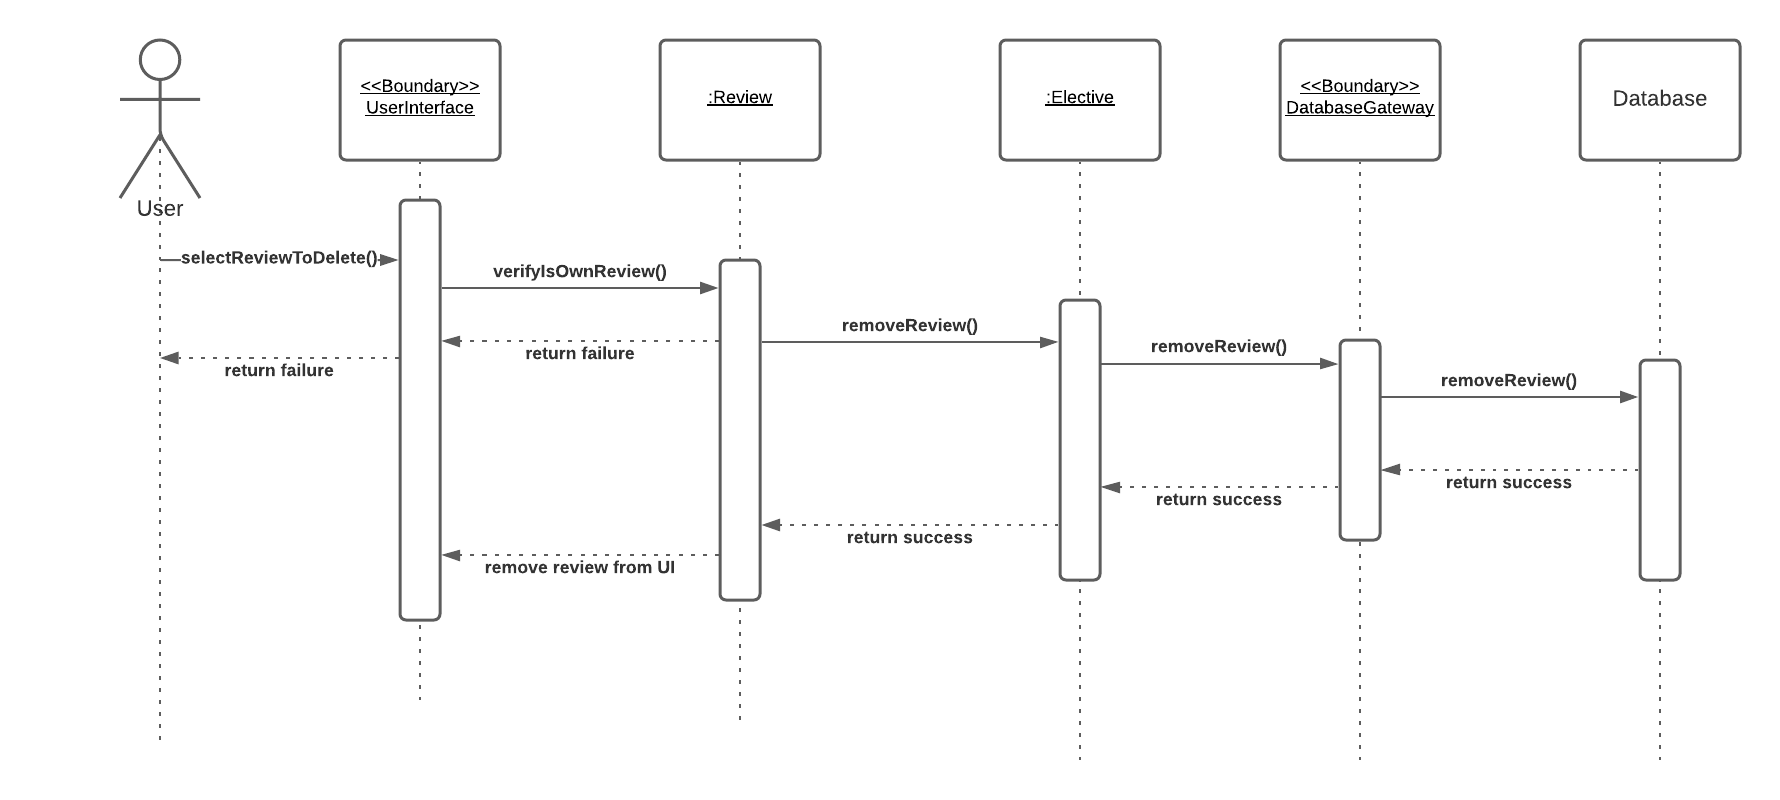 <<Boundary>>
UserInterface
:Review
:Elective
<<Boundary>>
DatabaseGateway
Database
User
selectReviewToDelete()
verifyIsOwnReview()
removeReview()
return failure
return failure
removeReview()
removeReview()
return success
return success
return success
remove review from UI